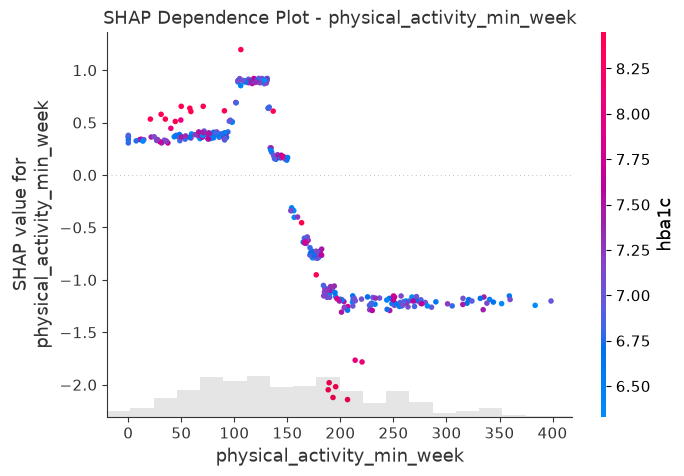 SHAP Dependence Plot - physical_activity_min_week
SHAP value for
physical_activity_min_week
1.0
0.5
0.0
−0.5
−1.0
−1.5
−2.0
0 50 100 150 200 250 300 350 400
physical_activity_min_week
8.25
8.00
7.75
7.50
7.25
7.00
6.75
6.50
hba1c